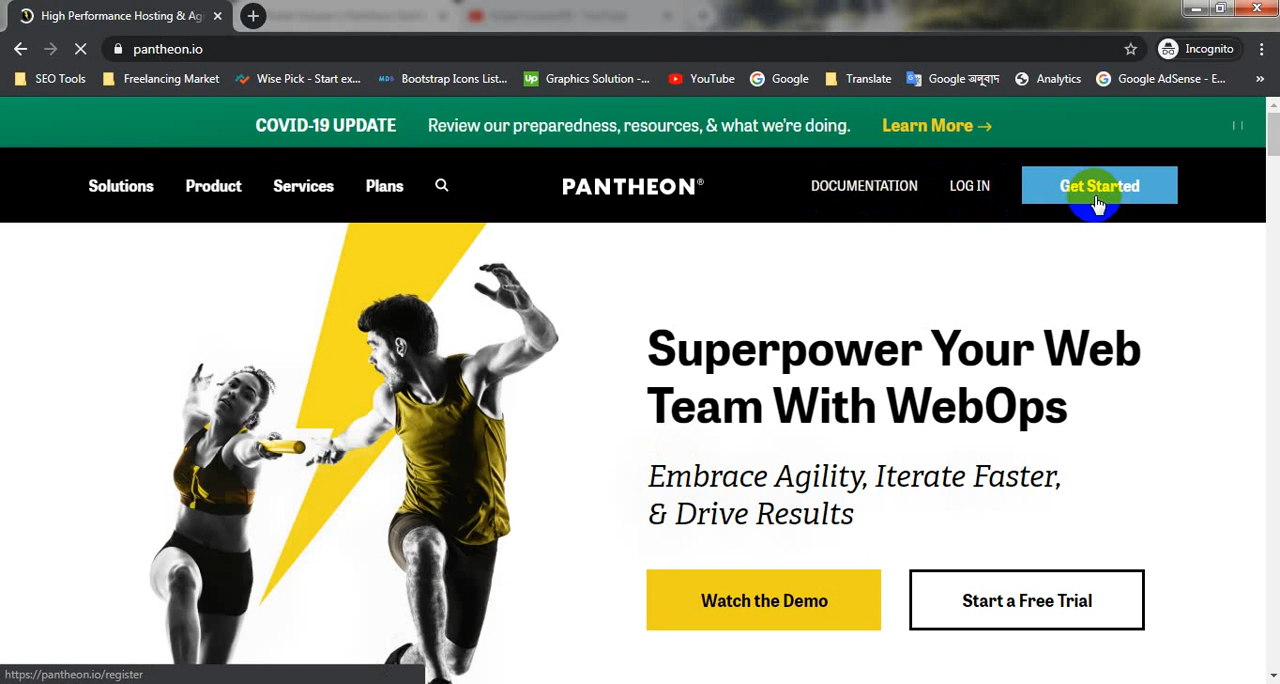 High Performance Hosting & Ag
pantheon.io
Incognito
SEO Tools
Freelancing Market
Wise Pick - Start ex...
Bootstrap Icons List...
Up
Graphics Solution -...
YouTube
Google
Translate
Google অনুবাদ
Analytics
Google AdSense - E...
COVID-19 UPDATE
Review our preparedness, resources, & what we're doing.
Learn More →
Solutions
Product
Services
Plans
PANTHEON®
DOCUMENTATION
LOG IN
Get Started
Superpower Your Web
Team With WebOps
Embrace Agility, Iterate Faster,
& Drive Results
Watch the Demo
Start a Free Trial
https://pantheon.io/register